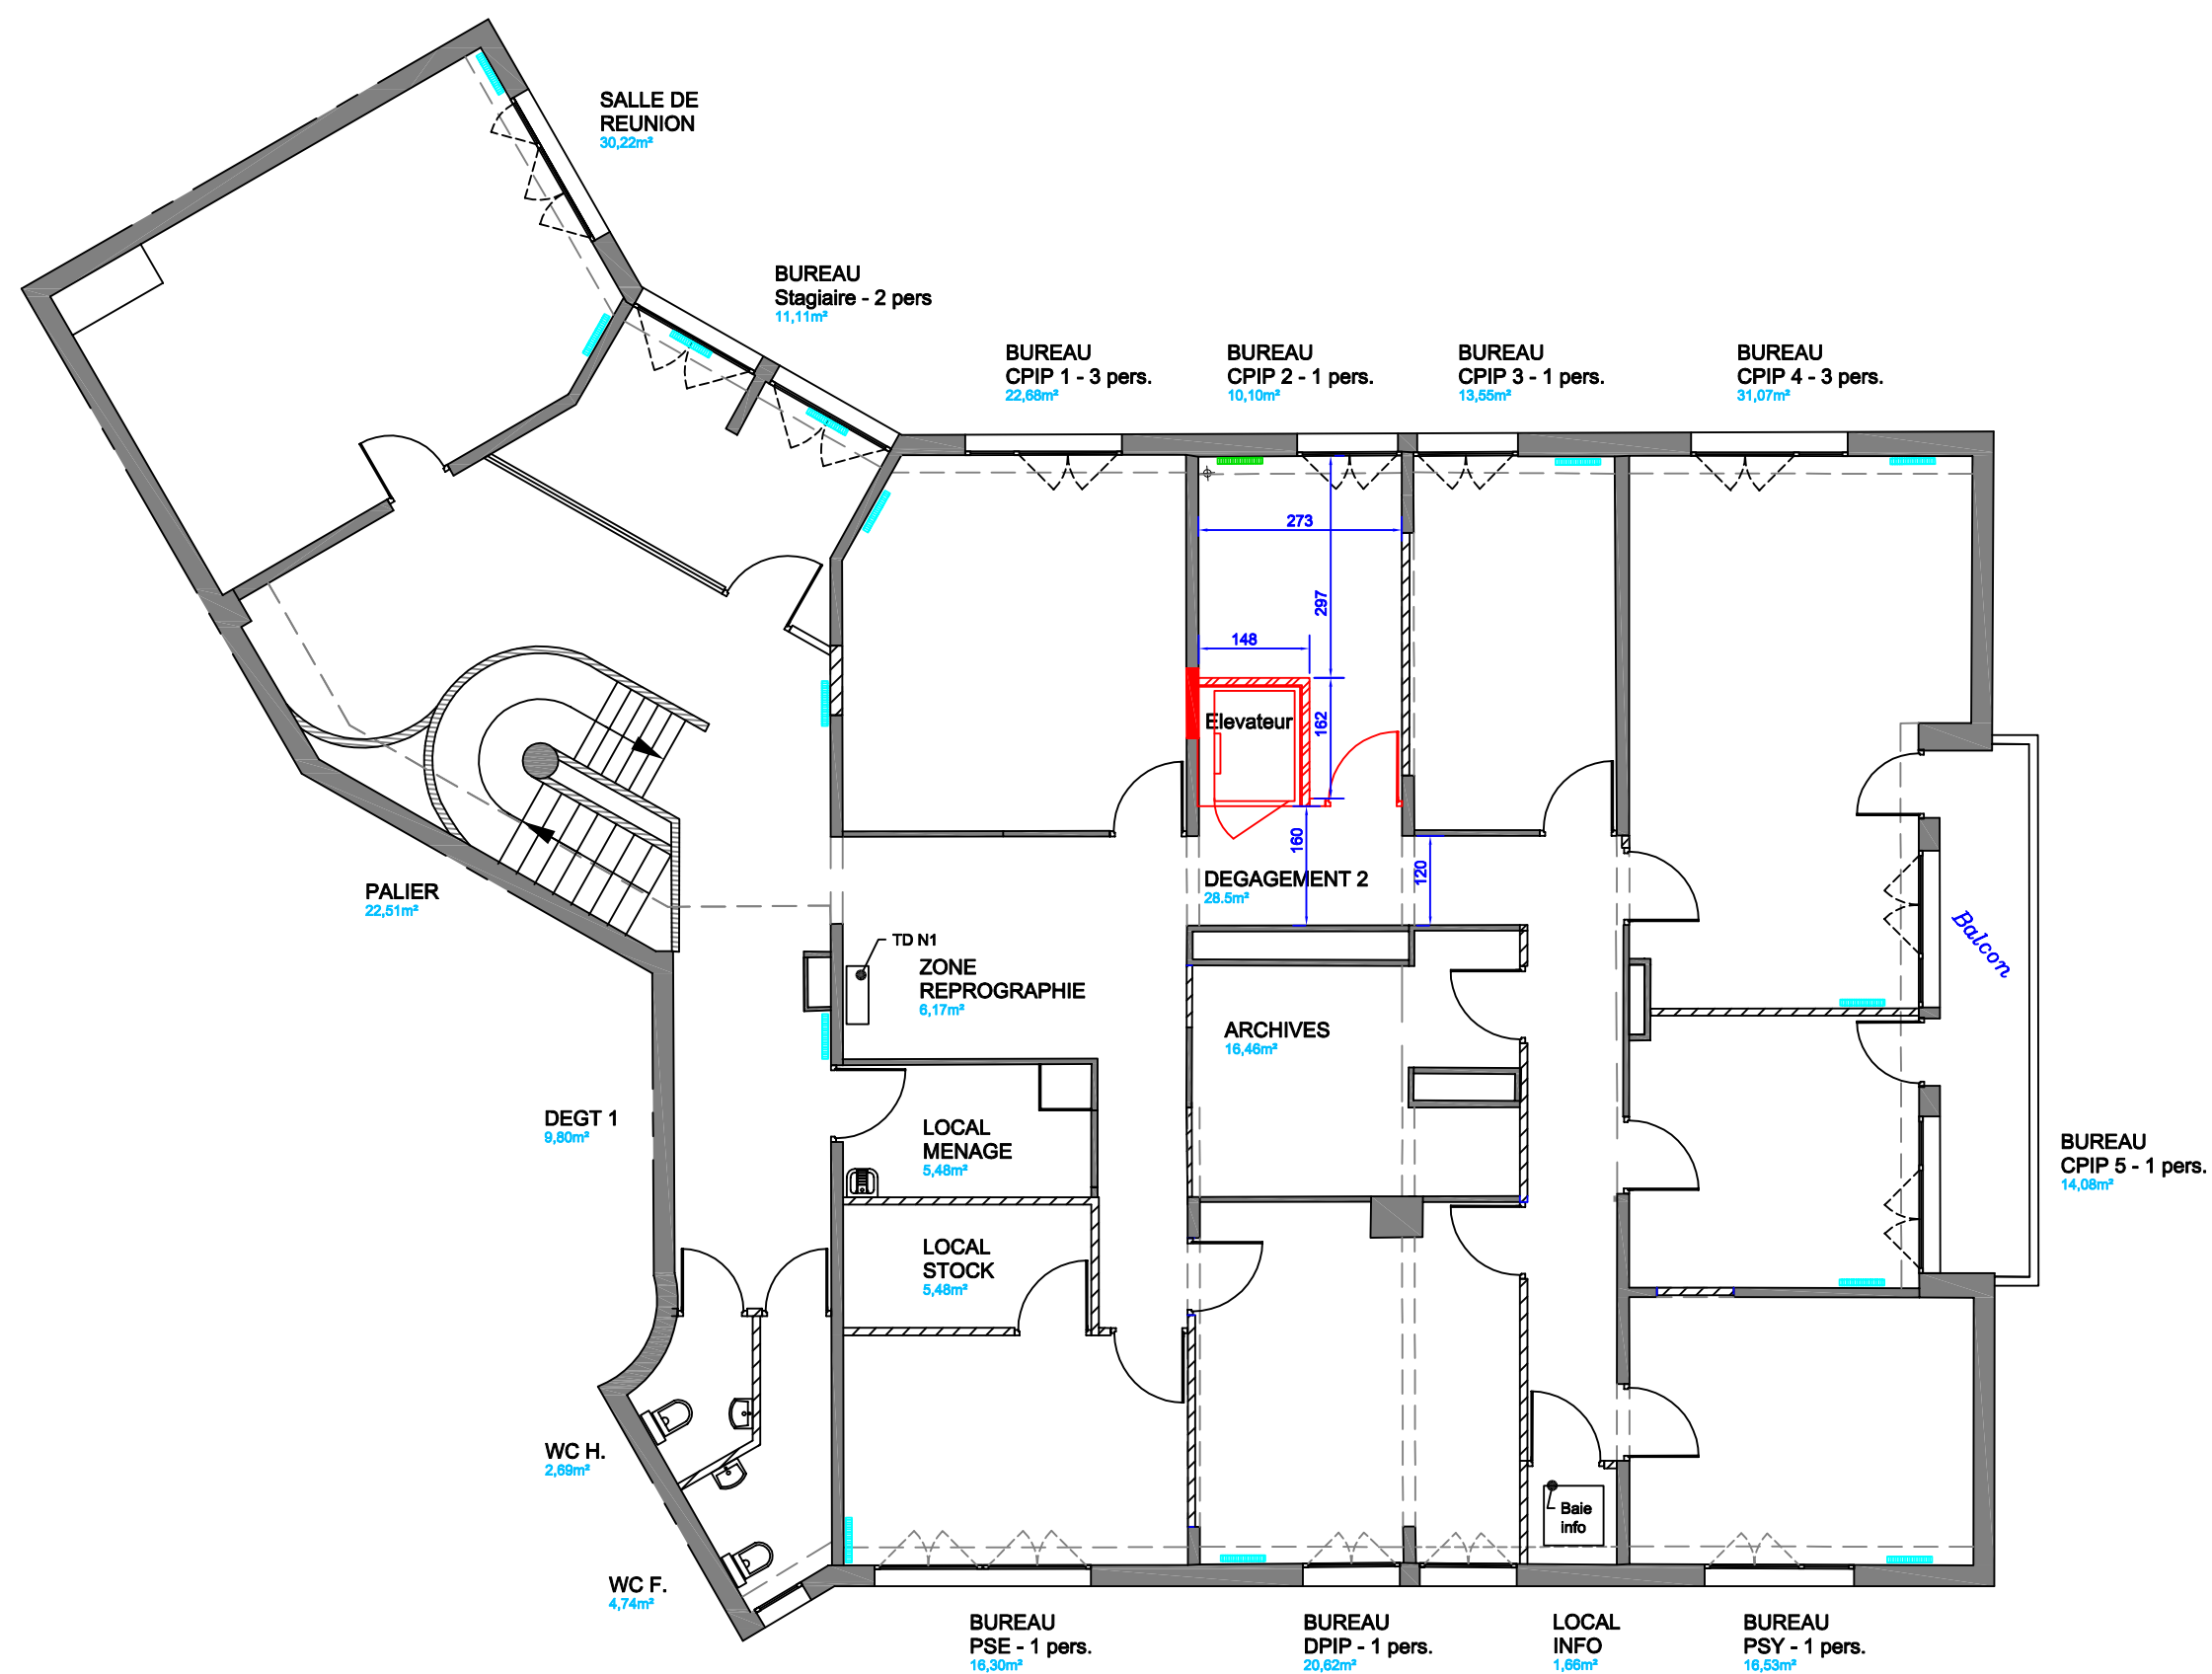 SALLE DE
REUNION
30,22m²
BUREAU
Stagiaire - 2 pers
11,11m²
BUREAU
CPIP 1 - 3 pers.
22,68m²
BUREAU
CPIP 2 - 1 pers.
10,10m²
BUREAU
CPIP 3 - 1 pers.
13,55m²
BUREAU
CPIP 4 - 3 pers.
31,07m²
273
297
148
162
Elevateur
160
120
DEGAGEMENT 2
28.5m²
PALIER
22,51m²
TD N1
ZONE
REPROGRAPHIE
6,17m²
Balcon
ARCHIVES
16,46m²
DEGT 1
9,80m²
LOCAL
MENAGE
5,48m²
BUREAU
CPIP 5 - 1 pers.
14,08m²
LOCAL
STOCK
5,48m²
WC H.
2,69m²
Baie
info
WC F.
4,74m²
BUREAU
PSE - 1 pers.
16,30m²
BUREAU
DPIP - 1 pers.
20,62m²
LOCAL
INFO
1,66m²
BUREAU
PSY - 1 pers.
16,53m²